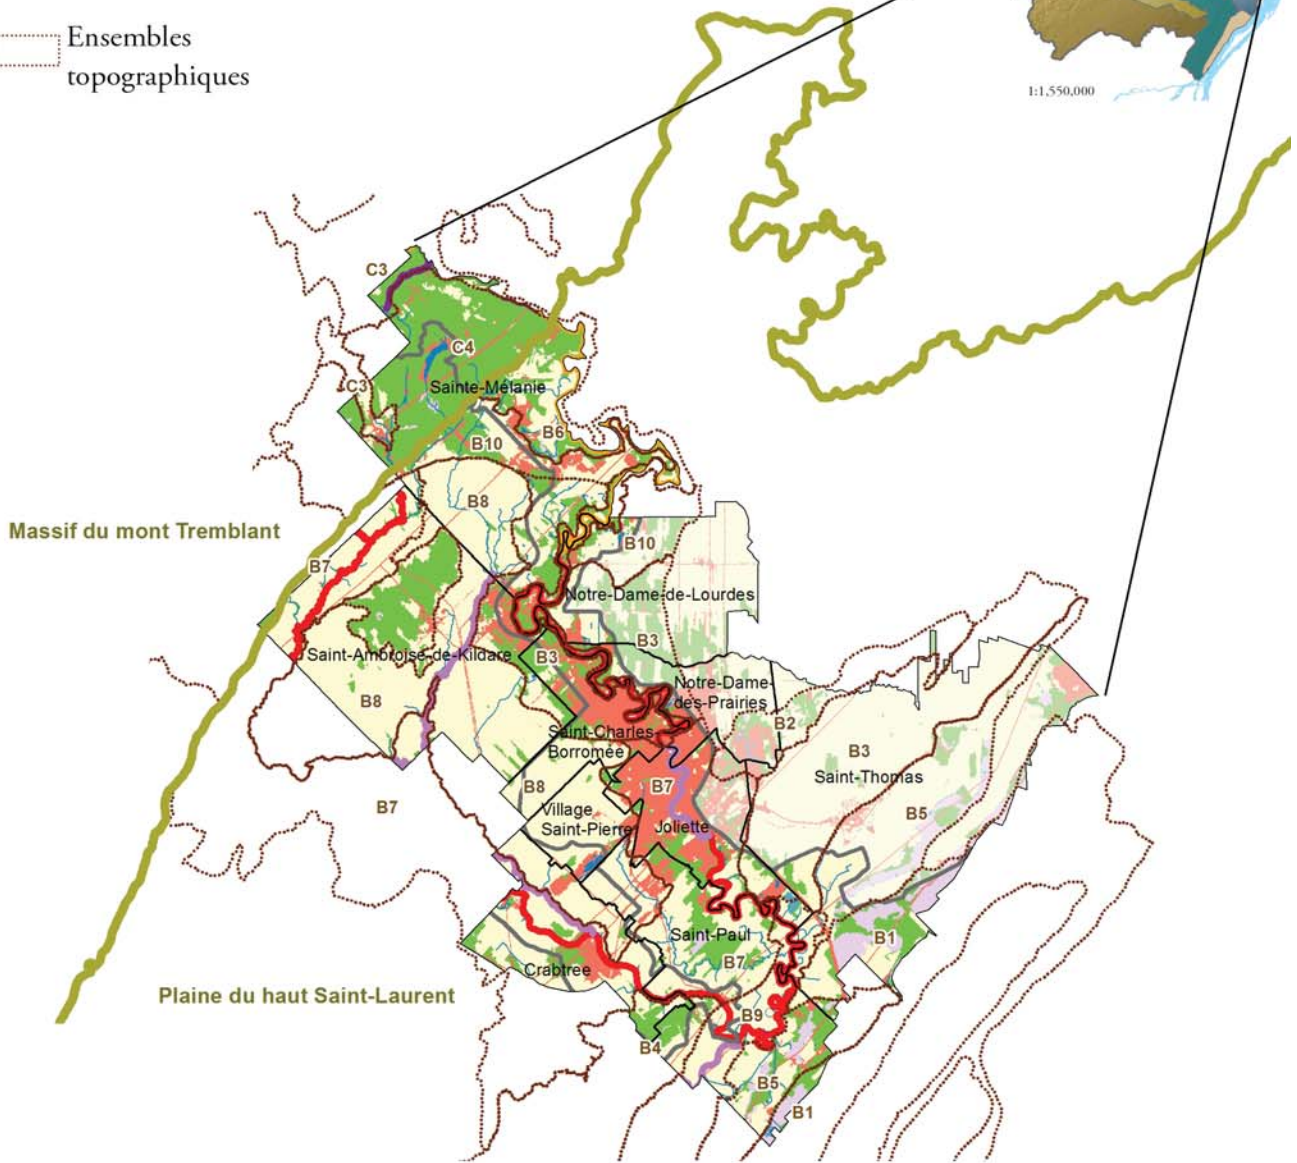 Ensembles
topographiques
1:1,550,000
C3
C4
C3
Sainte-Mélanie
B10
B6
B8
Massif du mont Tremblant
B10
B7
Notre-Dame-de-Lourdes
B3
Saint-Ambroise-de-Kildare
B3
Notre-Dame-
des-Prairies
B8
B2
Saint-Charles-
Borromée
B3
Saint-Thomas
B8
B7
B7
B5
Village
Saint-Pierre
Joliette
Saint-Paul
B1
B7
Crabtree
Plaine du haut Saint-Laurent
B9
B4
B5
B1